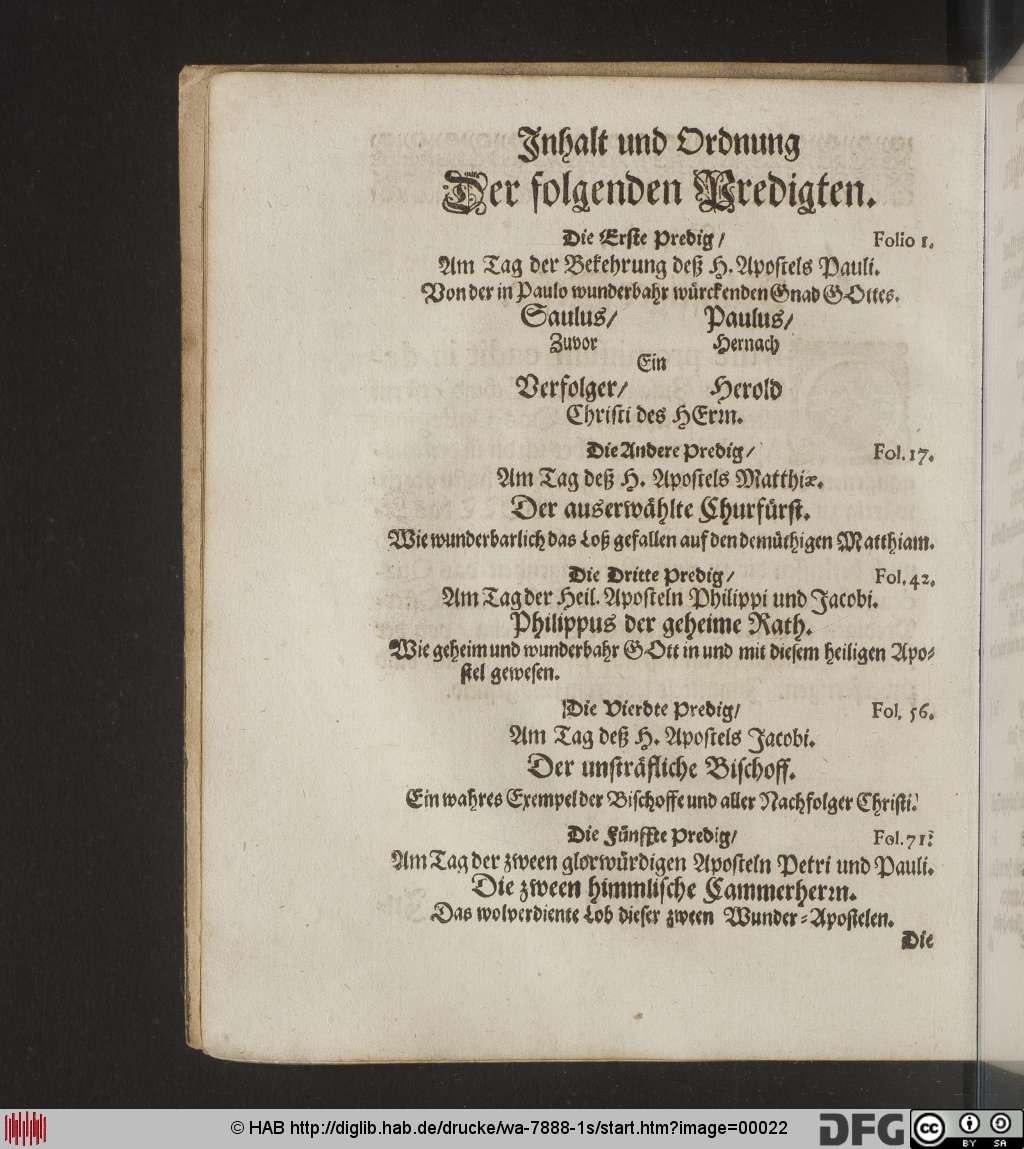 Inhalt und Ordnung
Der folgenden Predigten.
Die Erste Predig / Folio 1.
Am Tag der Bekehrung deß H. Apostels Pauli.
Von der in Paulo wunderbahr würckenden Gnad GOttes.
Saulus / Paulus /
Zuvor Hernach
Ein
Verfolger / Herold
Christi des HErrn.
Die Andere Predig / Fol. 17.
Am Tag deß H. Apostels Matthiæ.
Der auserwählte Churfürst.
Wie wunderbarlich das Loß gefallen auf den demüthigen Matthiam.
Die Dritte Predig / Fol. 42.
Am Tag der Heil. Aposteln Philippi und Jacobi.
Philippus der geheime Rath.
Wie geheim und wunderbahr GOtt in und mit diesem heiligen Apo-
stel gewesen.
Die Vierdte Predig / Fol. 56.
Am Tag deß H. Apostels Jacobi.
Der unsträfliche Bischoff.
Ein wahres Exempel der Bischoffe und aller Nachfolger Christi.
Die Fünffte Predig / Fol. 71.
Am Tag der zween glorwürdigen Aposteln Petri und Pauli.
Die zween himmlische Cammerherrn.
Das wolverdiente Lob dieser zween Wunder-Apostelen.
Die
© HAB http://diglib.hab.de/drucke/wa-7888-1s/start.htm?image=00022
DFG
cc BY SA